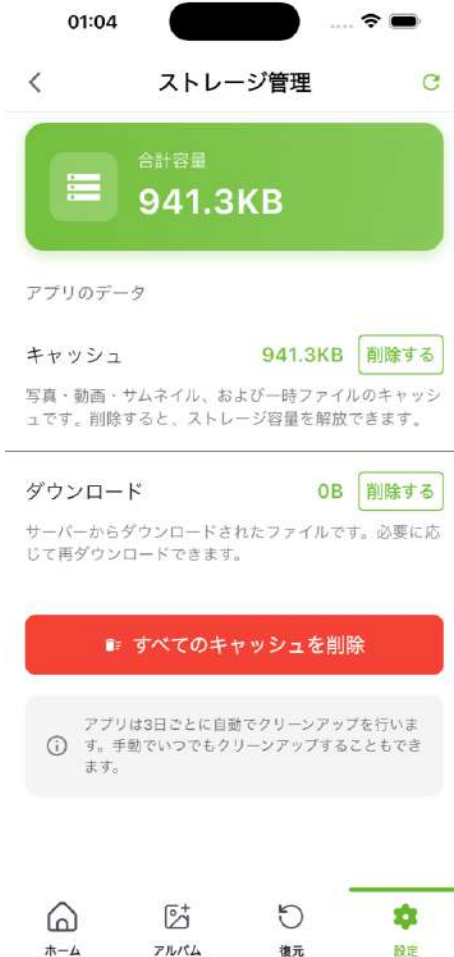 01:04
ストレージ管理
合計容量
941.3KB
アプリのデータ
キャッシュ 941.3KB 削除する
写真・動画・サムネイル、および一時ファイルのキャッシ
ュです。削除すると、ストレージ容量を解放できます。
ダウンロード 0B 削除する
サーバーからダウンロードされたファイルです。必要に応
じて再ダウンロードできます。
すべてのキャッシュを削除
アプリは3日ごとに自動でクリーンアップを行いま
す。手動でいつでもクリーンアップすることもでき
ます。
ホーム アルバム 復元 設定